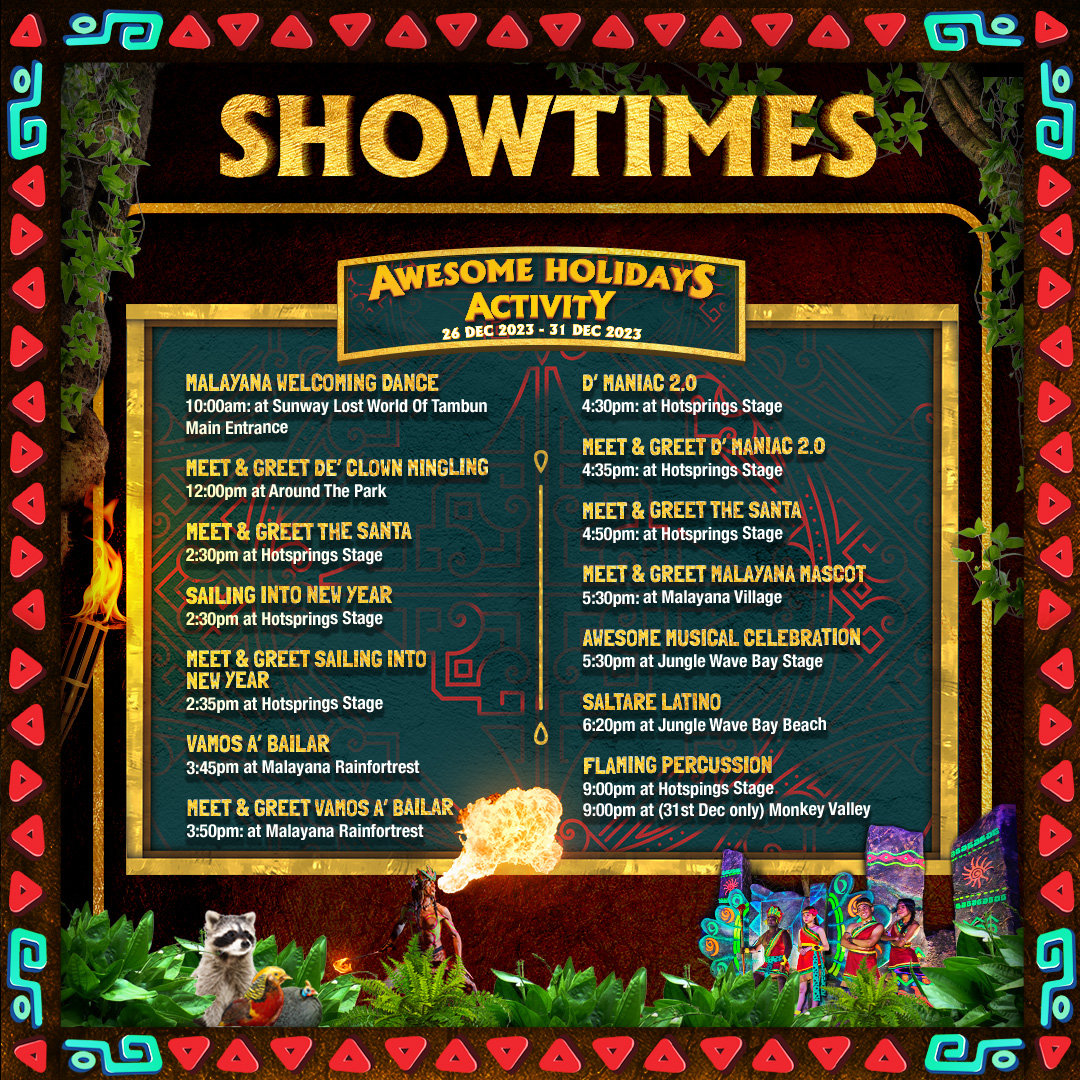 SHOWTIMES
AWESOME HOLIDAYS
ACTIVITY
26 DEC 2023 - 31 DEC 2023
MALAYANA WELCOMING DANCE
10:00am: at Sunway Lost World Of Tambun
Main Entrance
MEET & GREET DE' CLOWN MINGLING
12:00pm at Around The Park
MEET & GREET THE SANTA
2:30pm at Hotsprings Stage
SAILING INTO NEW YEAR
2:30pm at Hotsprings Stage
MEET & GREET SAILING INTO
NEW YEAR
2:35pm at Hotsprings Stage
VAMOS A' BAILAR
3:45pm at Malayana Rainfortrest
MEET & GREET VAMOS A' BAILAR
3:50pm: at Malayana Rainfortrest
D' MANIAC 2.0
4:30pm: at Hotsprings Stage
MEET & GREET D' MANIAC 2.0
4:35pm: at Hotsprings Stage
MEET & GREET THE SANTA
4:50pm: at Hotsprings Stage
MEET & GREET MALAYANA MASCOT
5:30pm: at Malayana Village
AWESOME MUSICAL CELEBRATION
5:30pm at Jungle Wave Bay Stage
SALTARE LATINO
6:20pm at Jungle Wave Bay Beach
FLAMING PERCUSSION
9:00pm at Hotspings Stage
9:00pm at (31st Dec only) Monkey Valley